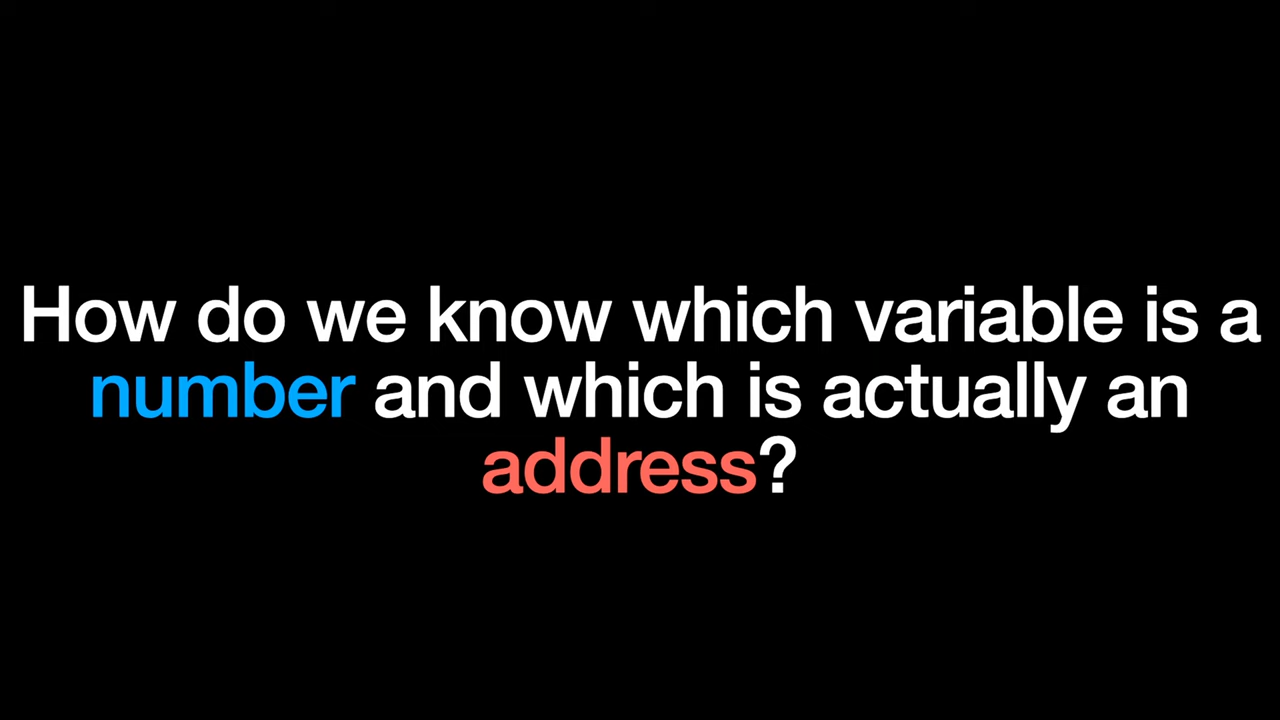 How do we know which variable is a
number and which is actually an
address?